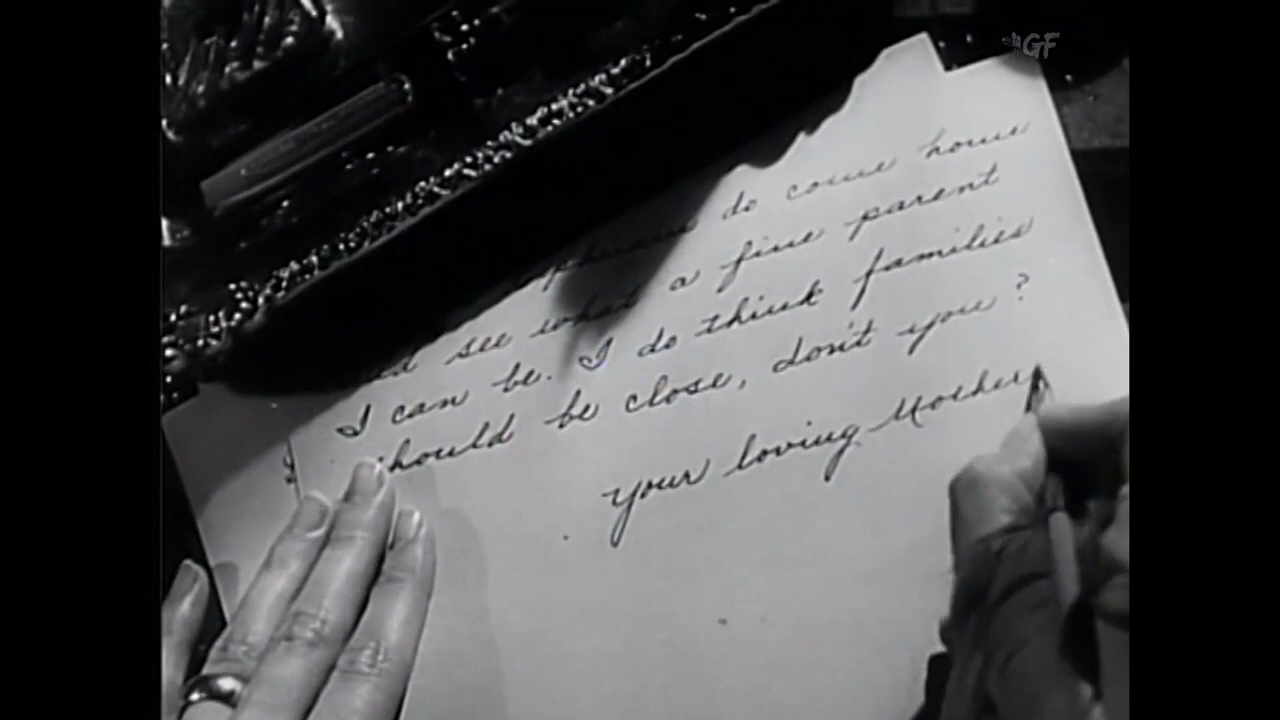 GF
do come home
see what a fine parent
I can be. I do think families
should be close, don't you?
your loving Mother